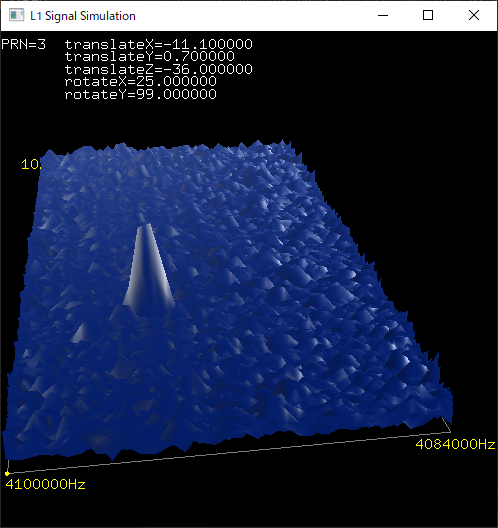 L1 Signal Simulation
PRN=3 translateX=-11.100000
translateY=0.700000
translateZ=-36.000000
rotateX=25.000000
rotateY=99.000000
10.
4084000Hz
4100000Hz